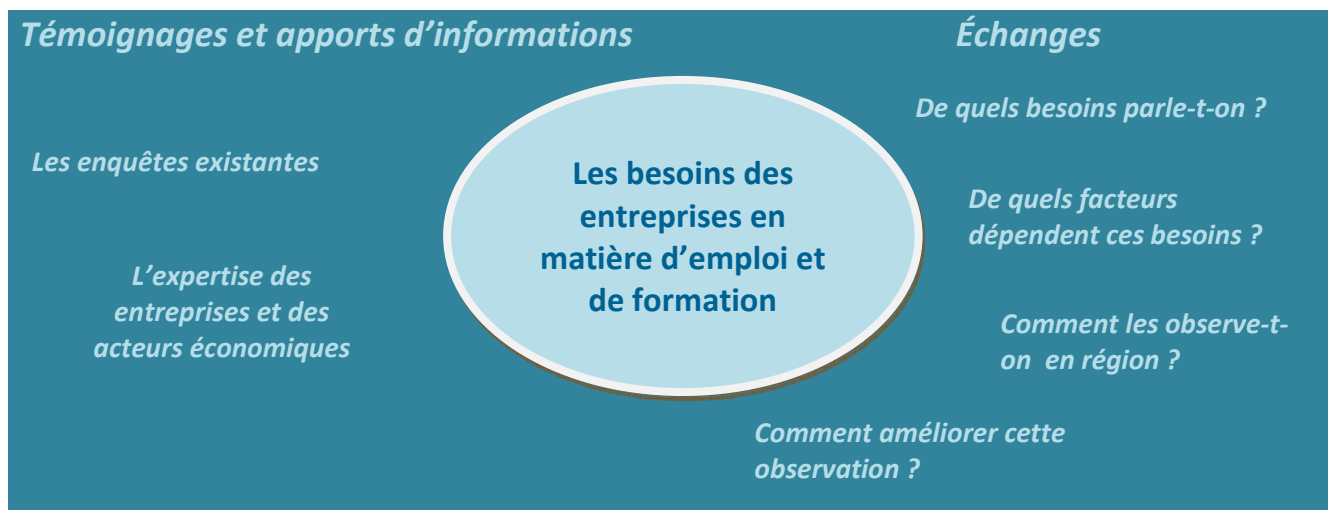 Témoignages et apports d’informations
Échanges
De quels besoins parle-t-on ?
Les enquêtes existantes
Les besoins des
entreprises en
matière d’emploi et
de formation
De quels facteurs
dépendent ces besoins ?
L’expertise des
entreprises et des
acteurs économiques
Comment les observe-t-
on en région ?
Comment améliorer cette
observation ?